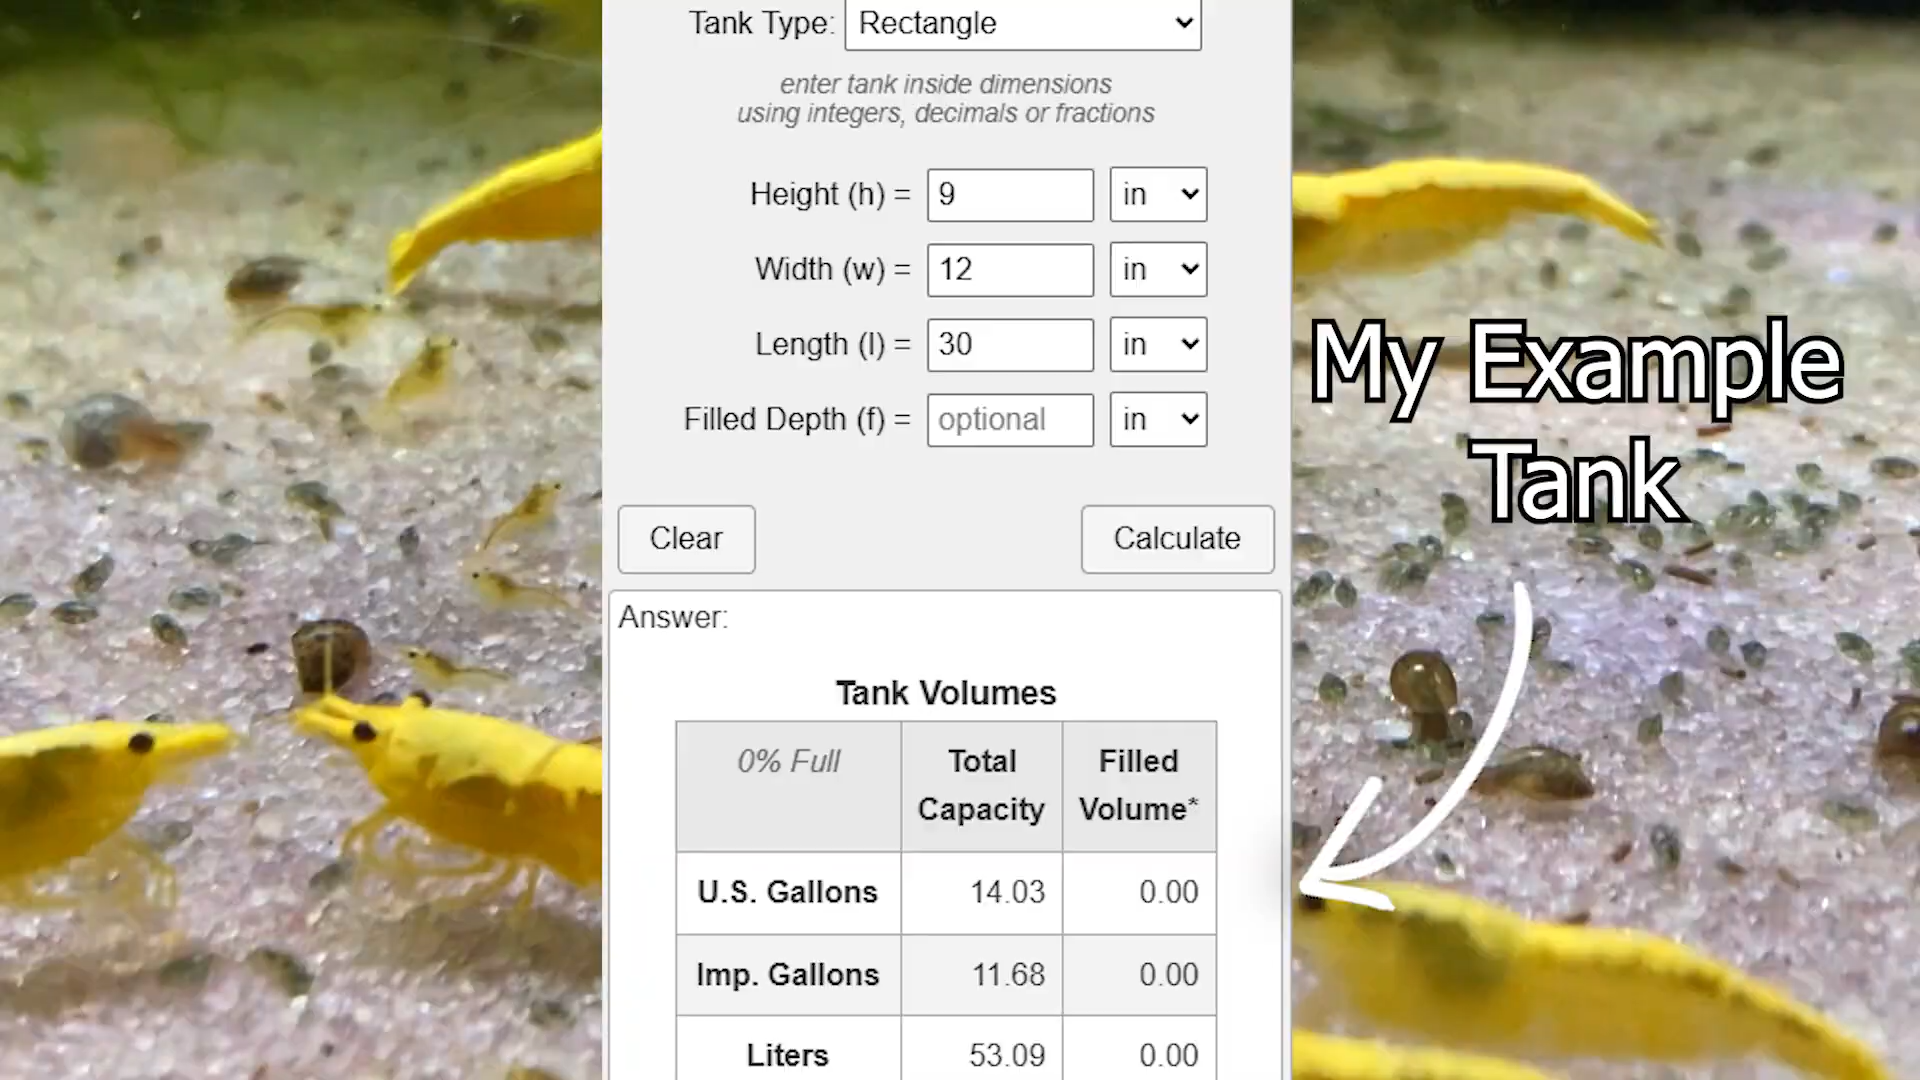 Tank Type: Rectangle
enter tank inside dimensions
using integers, decimals or fractions
Height (h) = 9 in
Width (w) = 12 in
Length (l) = 30 in
Filled Depth (f) = optional in
Clear Calculate
Answer:
Tank Volumes
0% Full Total Capacity Filled Volume*
U.S. Gallons 14.03 0.00
Imp. Gallons 11.68 0.00
Liters 53.09 0.00
My Example
Tank